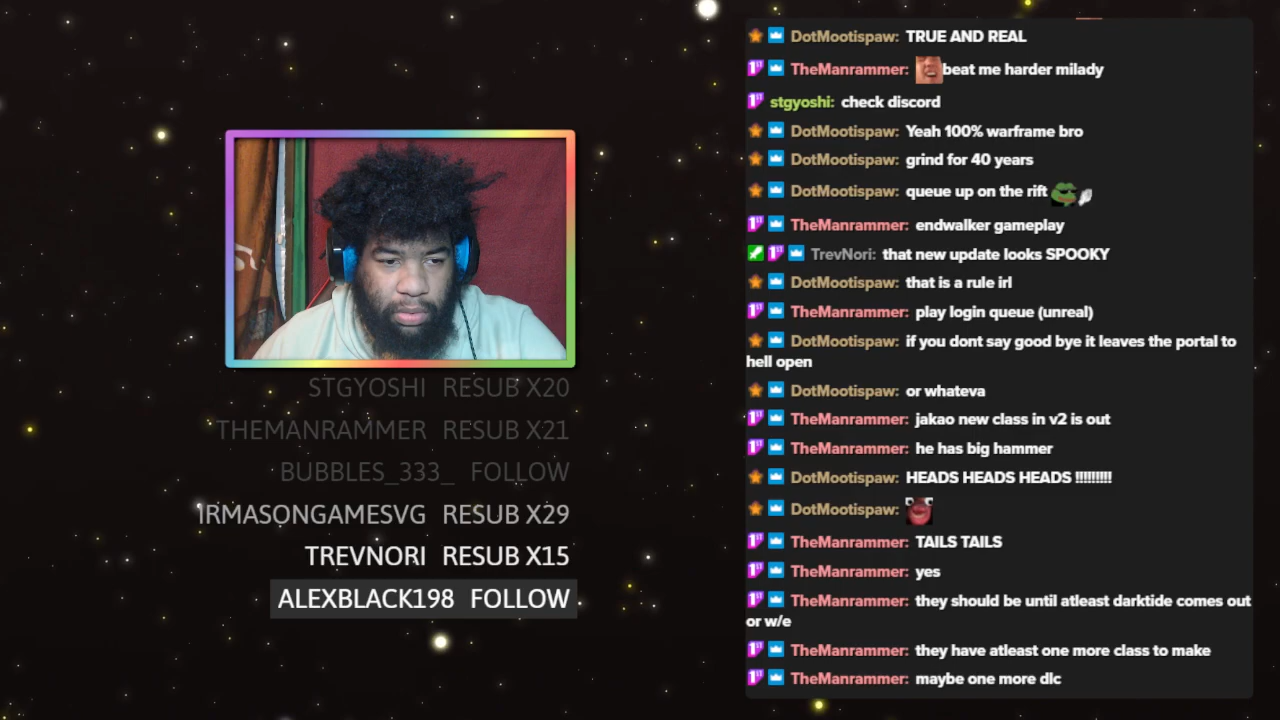 STGYOSHI RESUB X20
THEMANRAMMER RESUB X21
BUBBLES_333_ FOLLOW
IRMASONGAMESVG RESUB X29
TREVNORI RESUB X15
ALEXBLACK198 FOLLOW
DotMootispaw: TRUE AND REAL
TheManrammer: beat me harder milady
stgyoshi: check discord
DotMootispaw: Yeah 100% warframe bro
DotMootispaw: grind for 40 years
DotMootispaw: queue up on the rift
TheManrammer: endwalker gameplay
TrevNori: that new update looks SPOOKY
DotMootispaw: that is a rule irl
TheManrammer: play login queue (unreal)
DotMootispaw: if you dont say good bye it leaves the portal to
hell open
DotMootispaw: or whateva
TheManrammer: jakao new class in v2 is out
TheManrammer: he has big hammer
DotMootispaw: HEADS HEADS HEADS !!!!!!!!!
DotMootispaw:
TheManrammer: TAILS TAILS
TheManrammer: yes
TheManrammer: they should be until atleast darktide comes out
or w/e
TheManrammer: they have atleast one more class to make
TheManrammer: maybe one more dlc